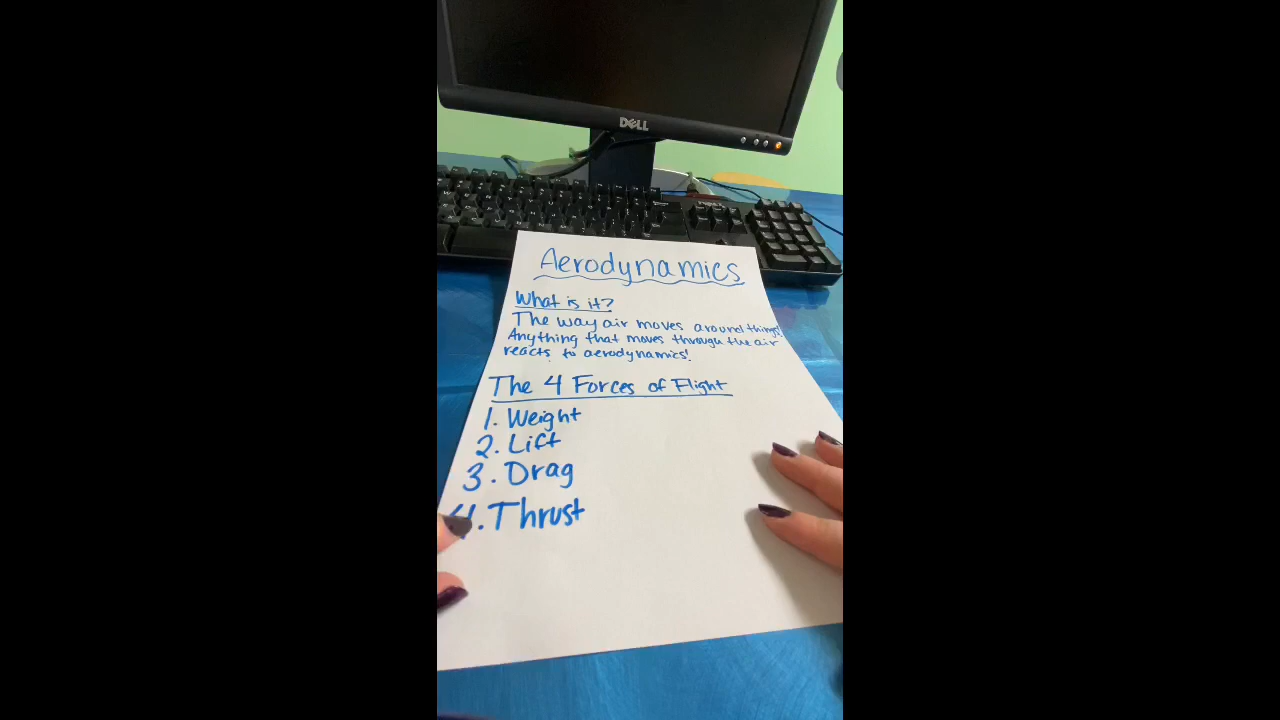 DELL
Aerodynamics
What is it?
The way air moves around things!
Anything that moves through the air
reacts to aerodynamics!
The 4 Forces of Flight
1. Weight
2. Lift
3. Drag
4. Thrust